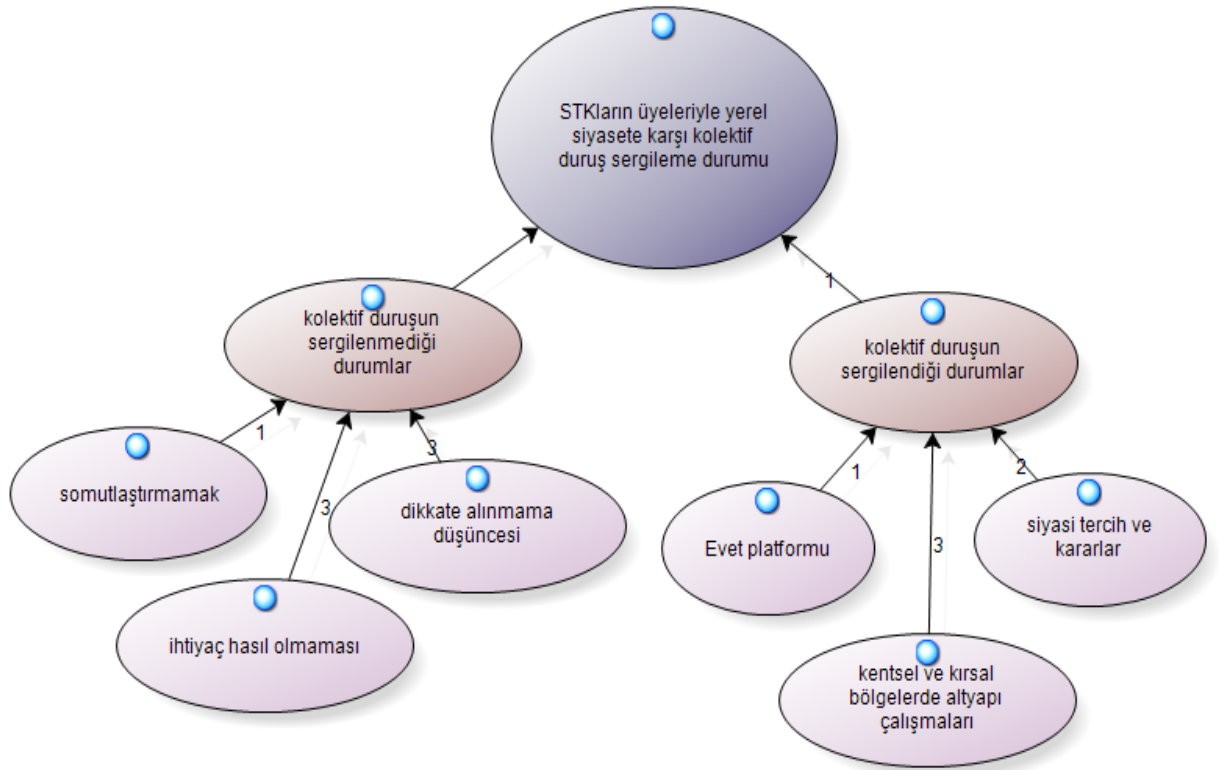 STKların üyeleriyle yerel
siyasete karşı kolektif
duruş sergileme durumu
1
kolektif duruşun
sergilenmediği
durumlar
kolektif duruşun
sergilendiği durumlar
1
3
3
1
3
2
somutlaştırmamak
dikkate alınmama
düşüncesi
ihtiyaç hasıl olmaması
Evet platformu
siyasi tercih ve
kararlar
kentsel ve kırsal
bölgelerde altyapı
çalışmaları